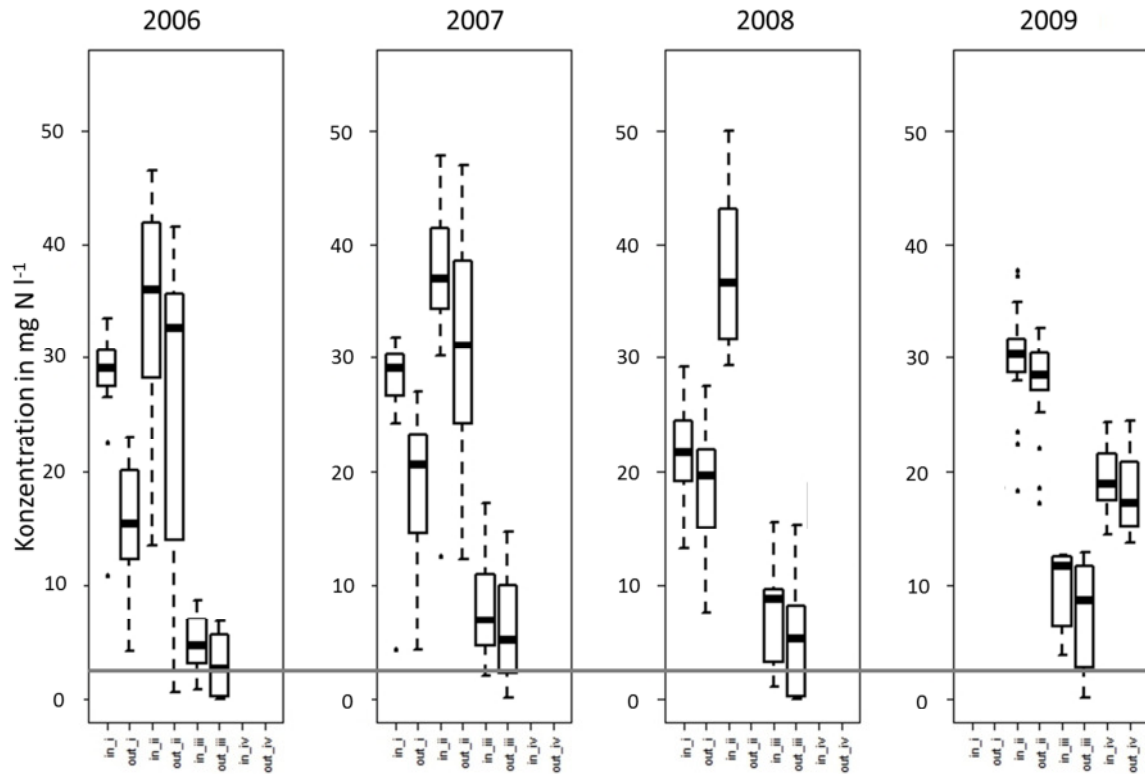 2006 2007 2008 2009
Konzentration in mg N l-1
50 50 50 50
40 40 40 40
30 30 30 30
20 20 20 20
10 10 10 10
0 0 0 0
in_i out_i in_ii out_ii in_iii out_iii in_iv out_iv in_i out_i in_ii out_ii in_iii out_iii in_iv out_iv in_i out_i in_ii out_ii in_iii out_iii in_iv out_iv in_i out_i in_ii out_ii in_iii out_iii in_iv out_iv